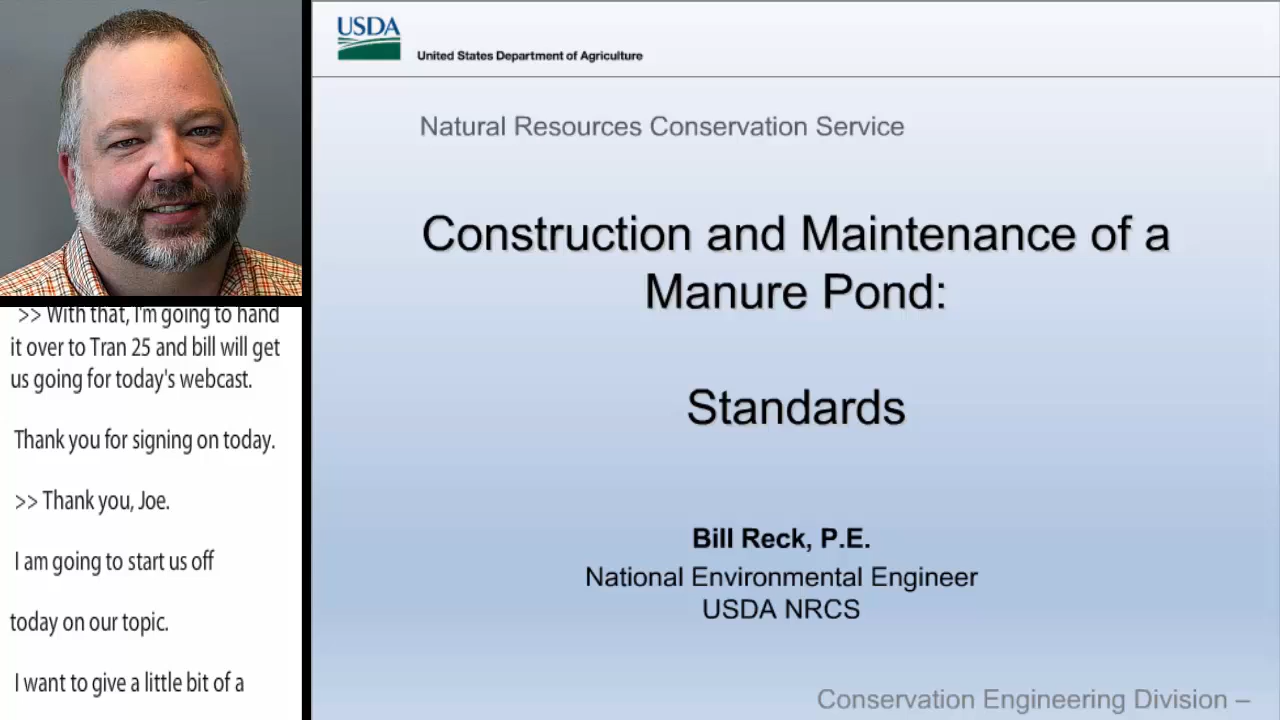 >> With that, I'm going to hand
it over to Tran 25 and bill will get
us going for today's webcast.
Thank you for signing on today.
>> Thank you, Joe.
I am going to start us off
today on our topic.
I want to give a little bit of a
USDA
United States Department of Agriculture
Natural Resources Conservation Service
Construction and Maintenance of a
Manure Pond:
Standards
Bill Reck, P.E.
National Environmental Engineer
USDA NRCS
Conservation Engineering Division –